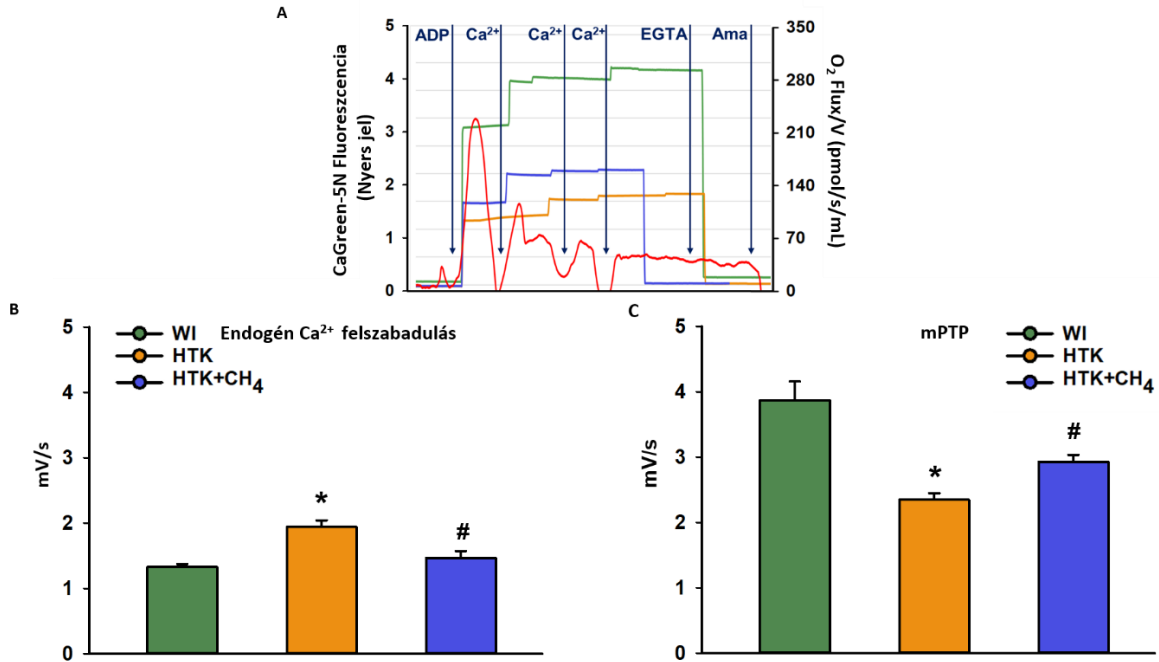 A
ADP Ca²⁺ Ca²⁺ Ca²⁺ EGTA Ama
CaGreen-5N Fluoreszcencia
(Nyers jel)
5
4
3
2
1
0
350
280
210
140
70
0
O₂ Flux/V (pmol/s/mL)
B
Endogén Ca²⁺ felszabadulás
WI
HTK
HTK+CH₄
mV/s
5
4
3
2
1
0
*
#
C
mPTP
WI
HTK
HTK+CH₄
mV/s
5
4
3
2
1
0
*
#